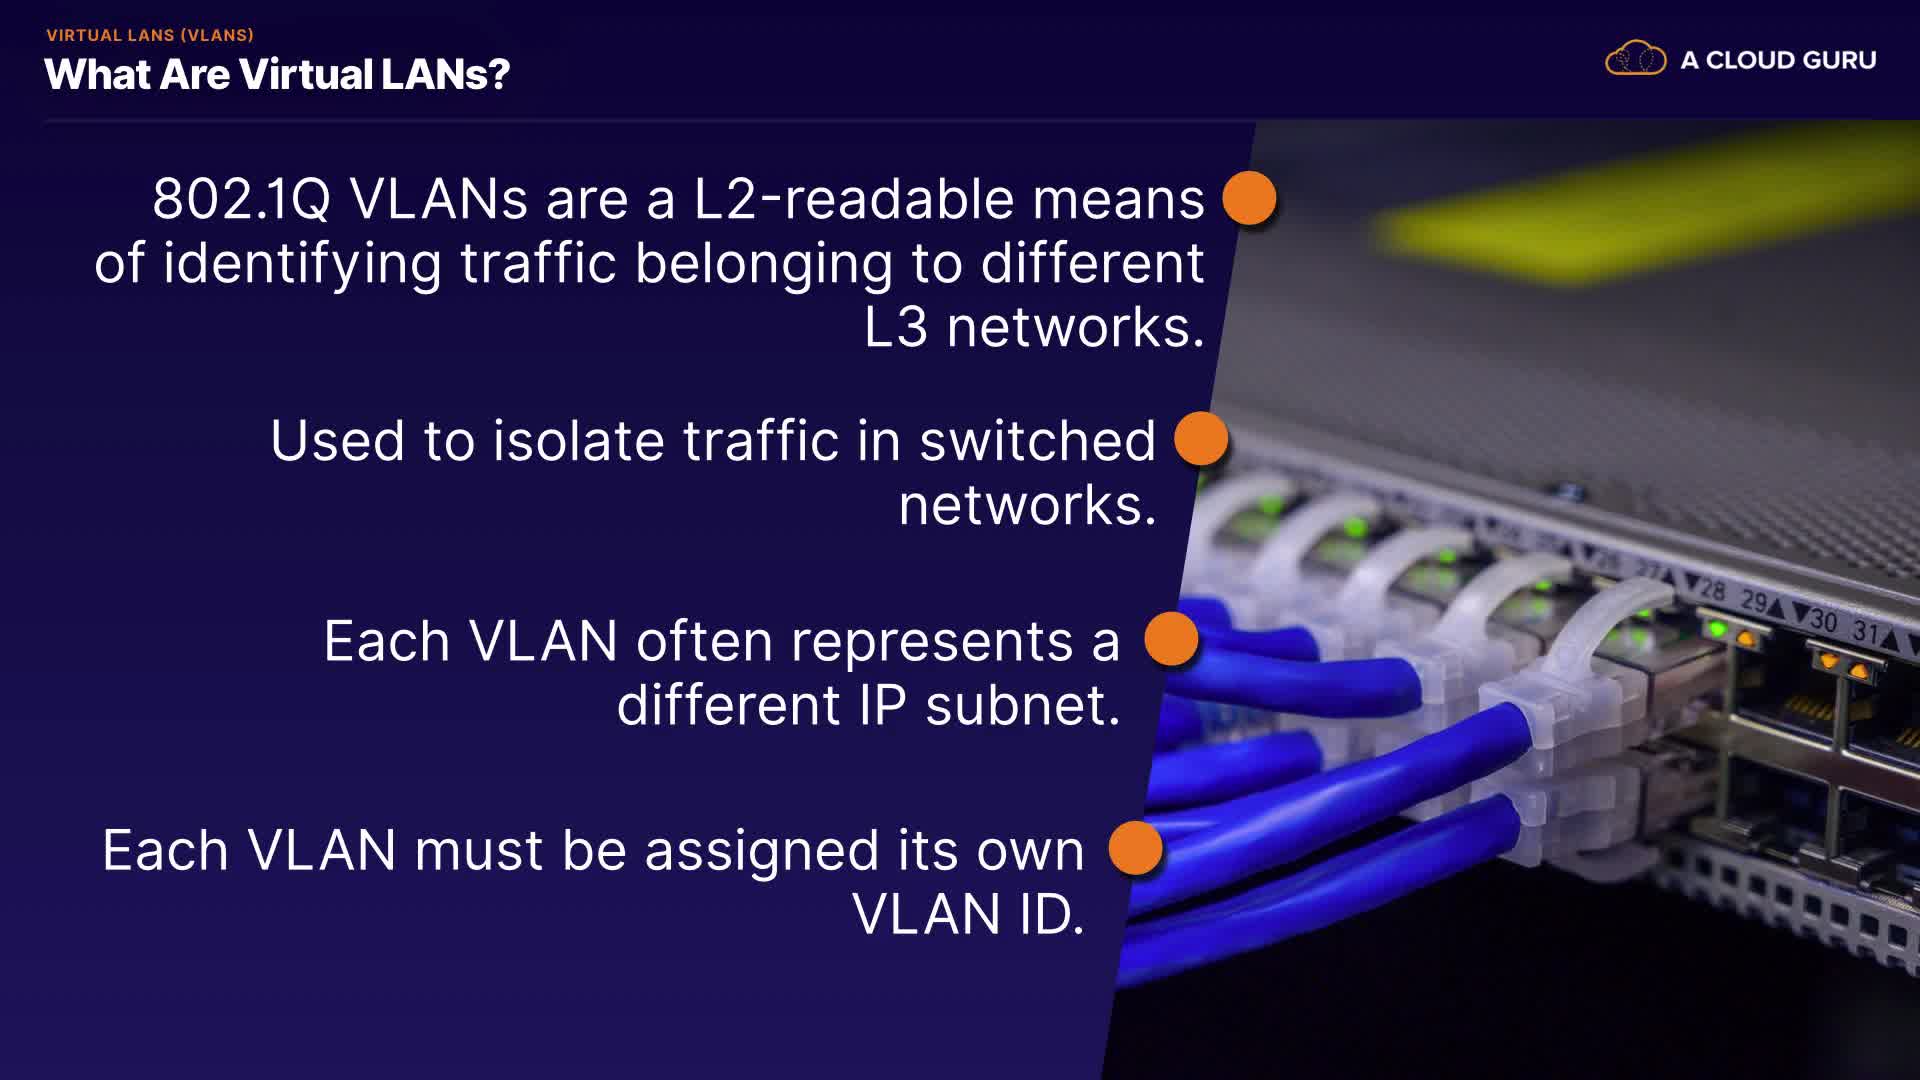 VIRTUAL LANS (VLANS)
What Are Virtual LANs?
A CLOUD GURU
802.1Q VLANs are a L2-readable means
of identifying traffic belonging to different
L3 networks.
Used to isolate traffic in switched
networks.
Each VLAN often represents a
different IP subnet.
Each VLAN must be assigned its own
VLAN ID.
27▲ ▼28 29▲ ▼30 31▲